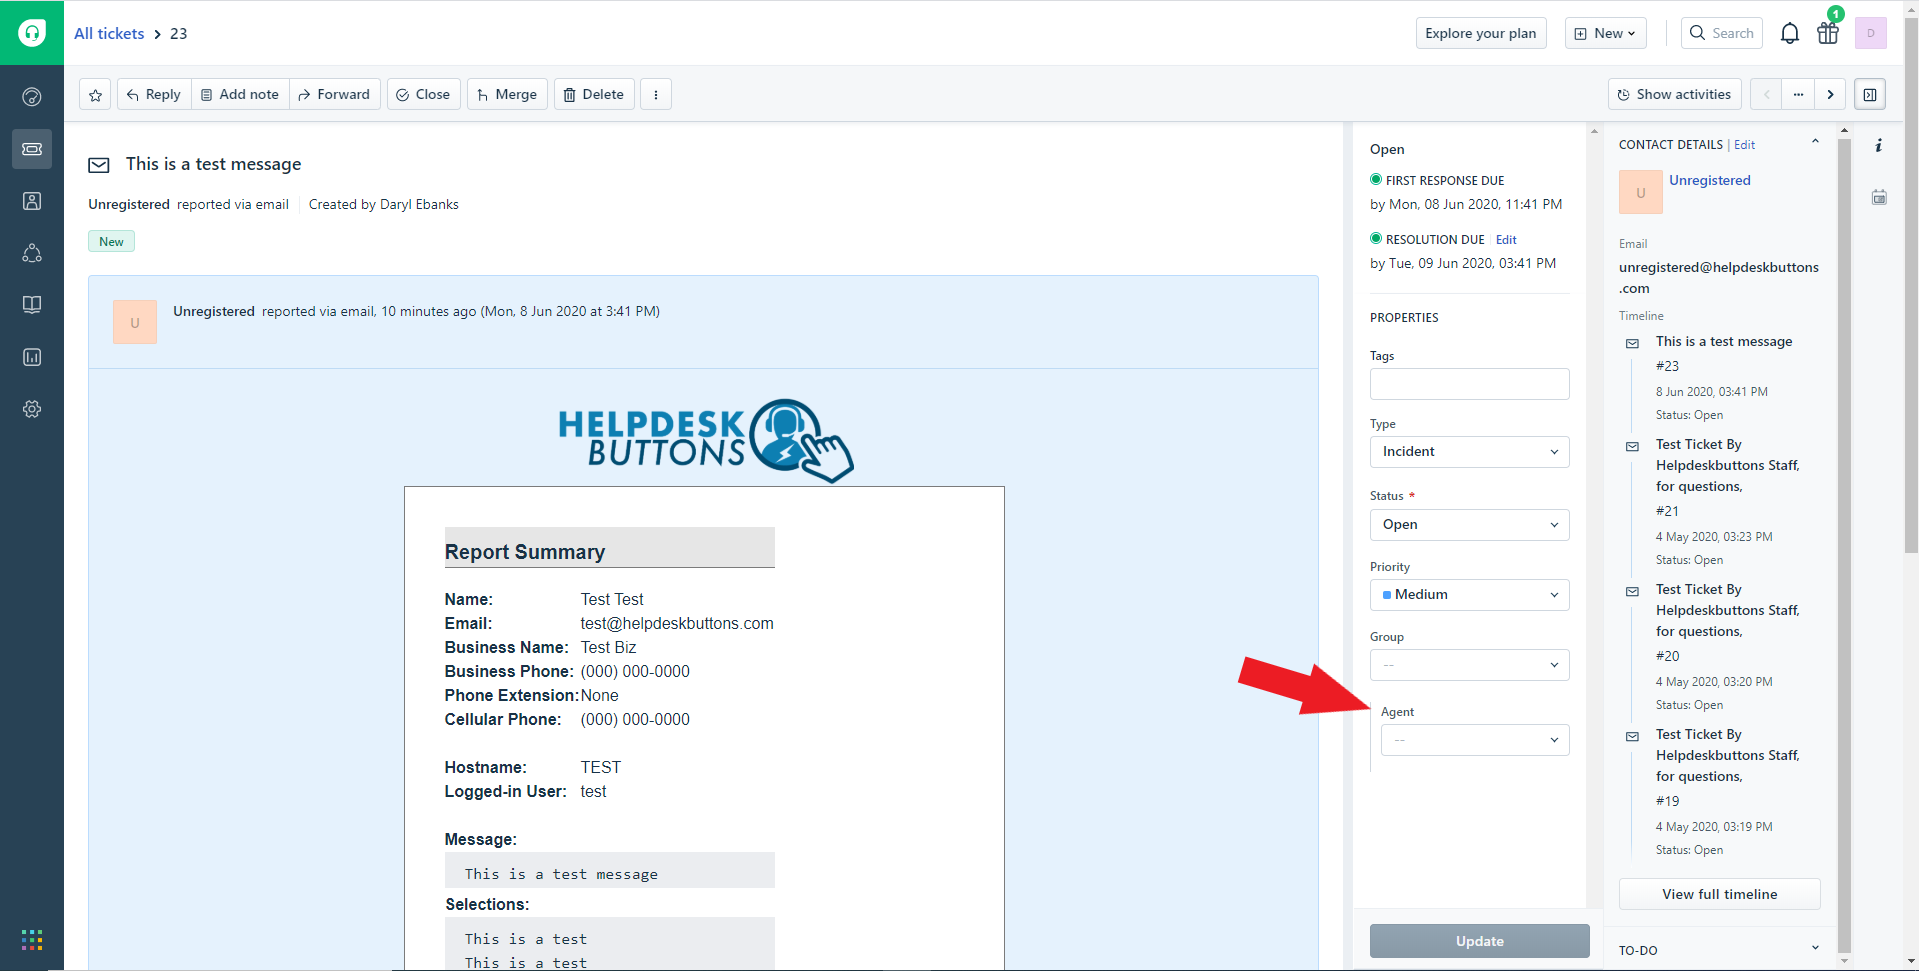 All tickets > 23
Explore your plan
New
Search
1
D
Reply
Add note
Forward
Close
Merge
Delete
Show activities
This is a test message
Unregistered reported via email
Created by Daryl Ebanks
New
U
Unregistered reported via email, 10 minutes ago (Mon, 8 Jun 2020 at 3:41 PM)
HELPDESK
BUTTONS
Report Summary
Name: Test Test
Email: test@helpdeskbuttons.com
Business Name: Test Biz
Business Phone: (000) 000-0000
Phone Extension: None
Cellular Phone: (000) 000-0000
Hostname: TEST
Logged-in User: test
Message:
This is a test message
Selections:
This is a test
This is a test
Open
FIRST RESPONSE DUE
by Mon, 08 Jun 2020, 11:41 PM
RESOLUTION DUE Edit
by Tue, 09 Jun 2020, 03:41 PM
PROPERTIES
Tags
Type
Incident
Status *
Open
Priority
Medium
Group
--
Agent
--
Update
CONTACT DETAILS | Edit
U
Unregistered
Email
unregistered@helpdeskbuttons
.com
Timeline
This is a test message
#23
8 Jun 2020, 03:41 PM
Status: Open
Test Ticket By
Helpdeskbuttons Staff,
for questions,
#21
4 May 2020, 03:23 PM
Status: Open
Test Ticket By
Helpdeskbuttons Staff,
for questions,
#20
4 May 2020, 03:20 PM
Status: Open
Test Ticket By
Helpdeskbuttons Staff,
for questions,
#19
4 May 2020, 03:19 PM
Status: Open
View full timeline
TO-DO